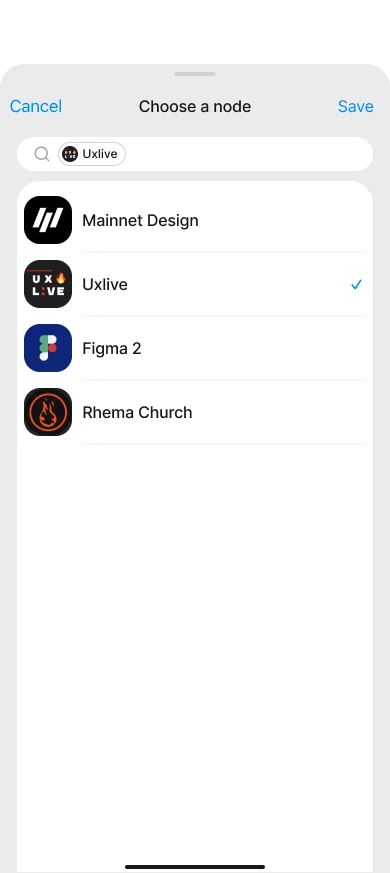 Cancel
Choose a node
Save
Uxlive
Mainnet Design
UX
LIVE
Uxlive
Figma 2
Rhema Church